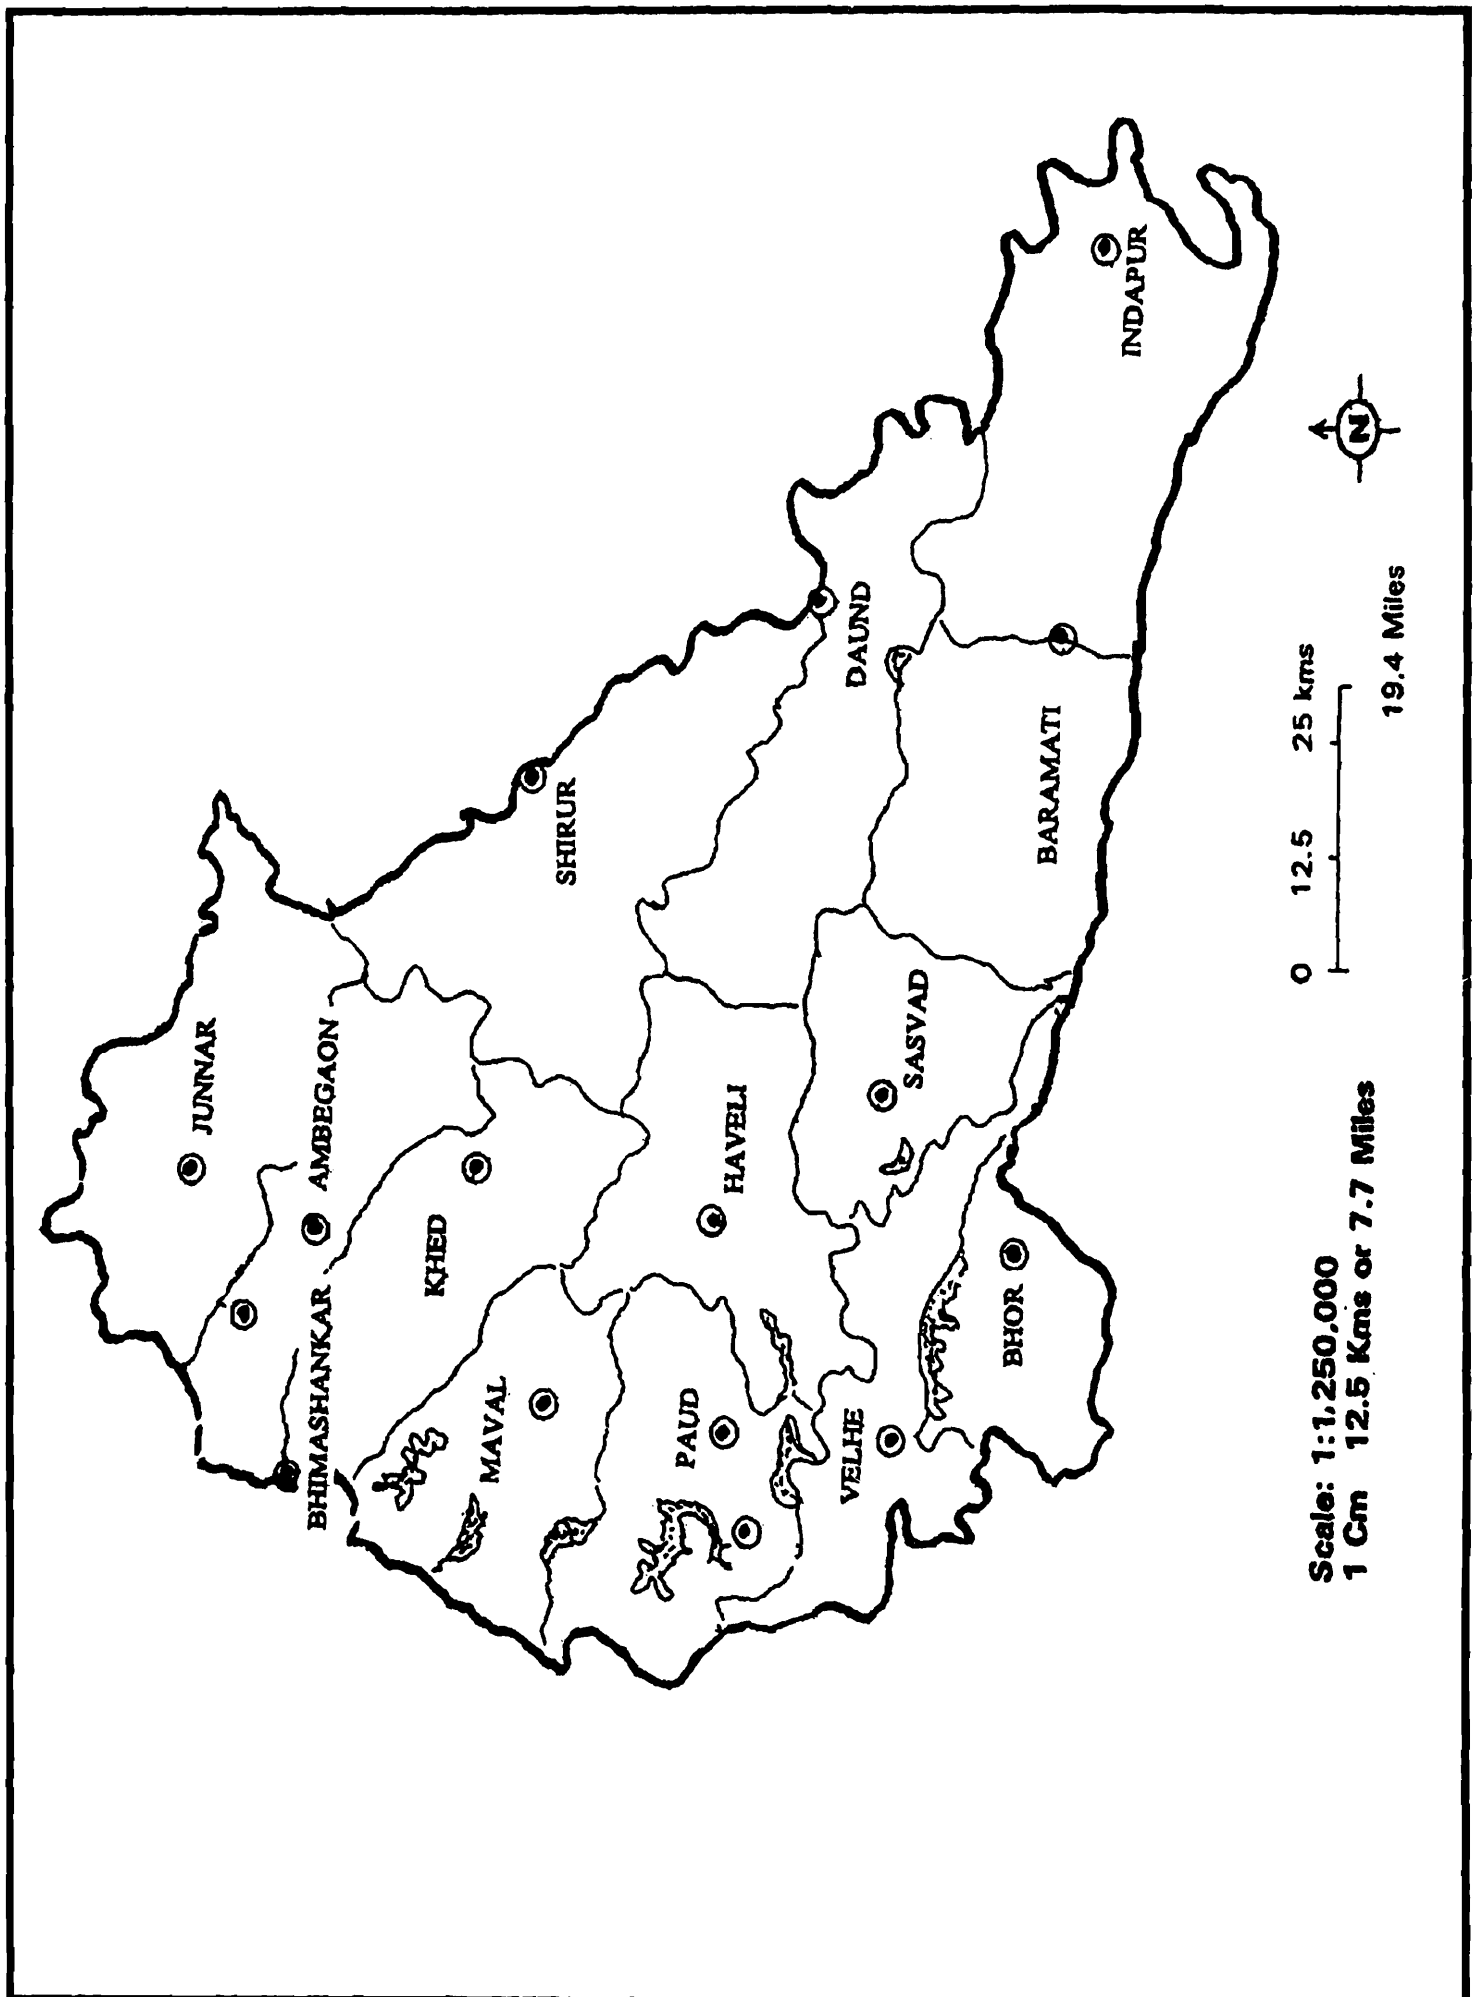 JUNNAR
AMBEGAON
BHIMASHANKAR
KHED
SHIRUR
MAVAL
HAVELI
PAUD
DAUND
SASVAD
VELHE
BARAMATI
BHOR
INDAPUR
0 12.5 25 kms
19.4 Miles
N
Scale: 1:1,250,000
1 Cm 12.5 Kms or 7.7 Miles